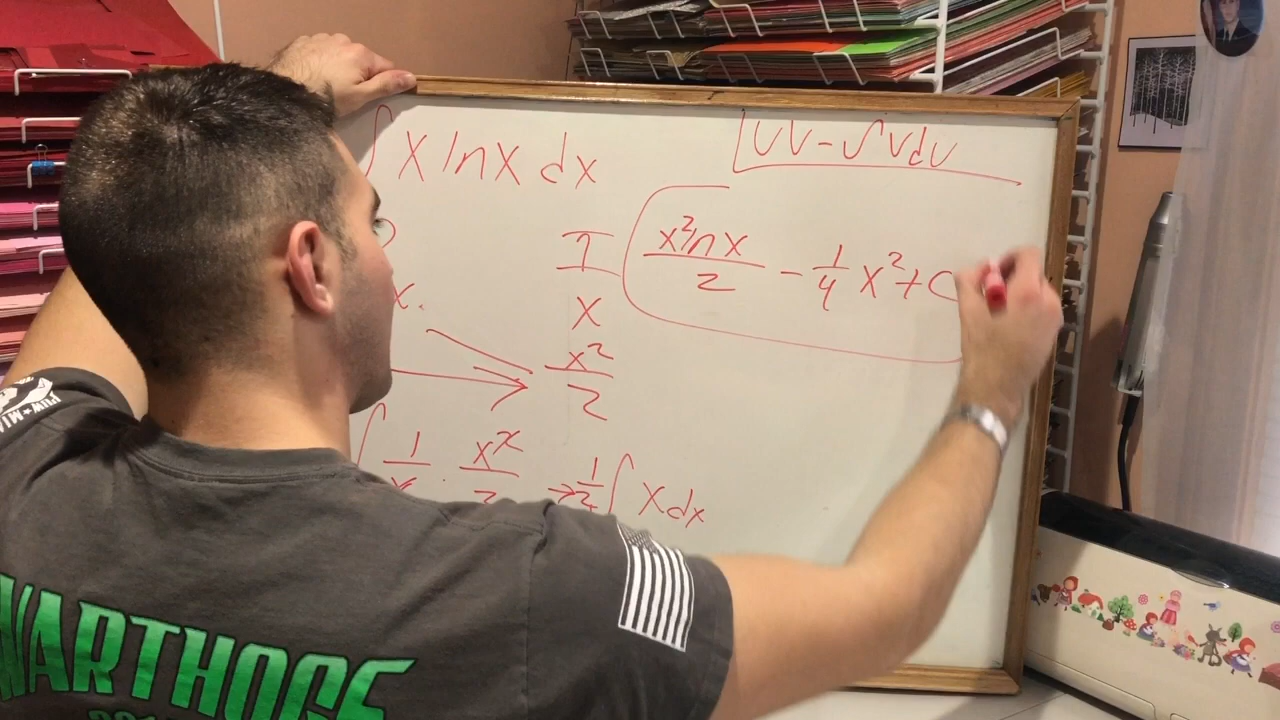 ∫ x ln x dx
uv - ∫ v du
I
x² ln x / 2 - 1/4 x² + C
x.
x
x² / 2
∫ 1/x · x² / 2 → 1/2 ∫ x dx
WARTHOGS